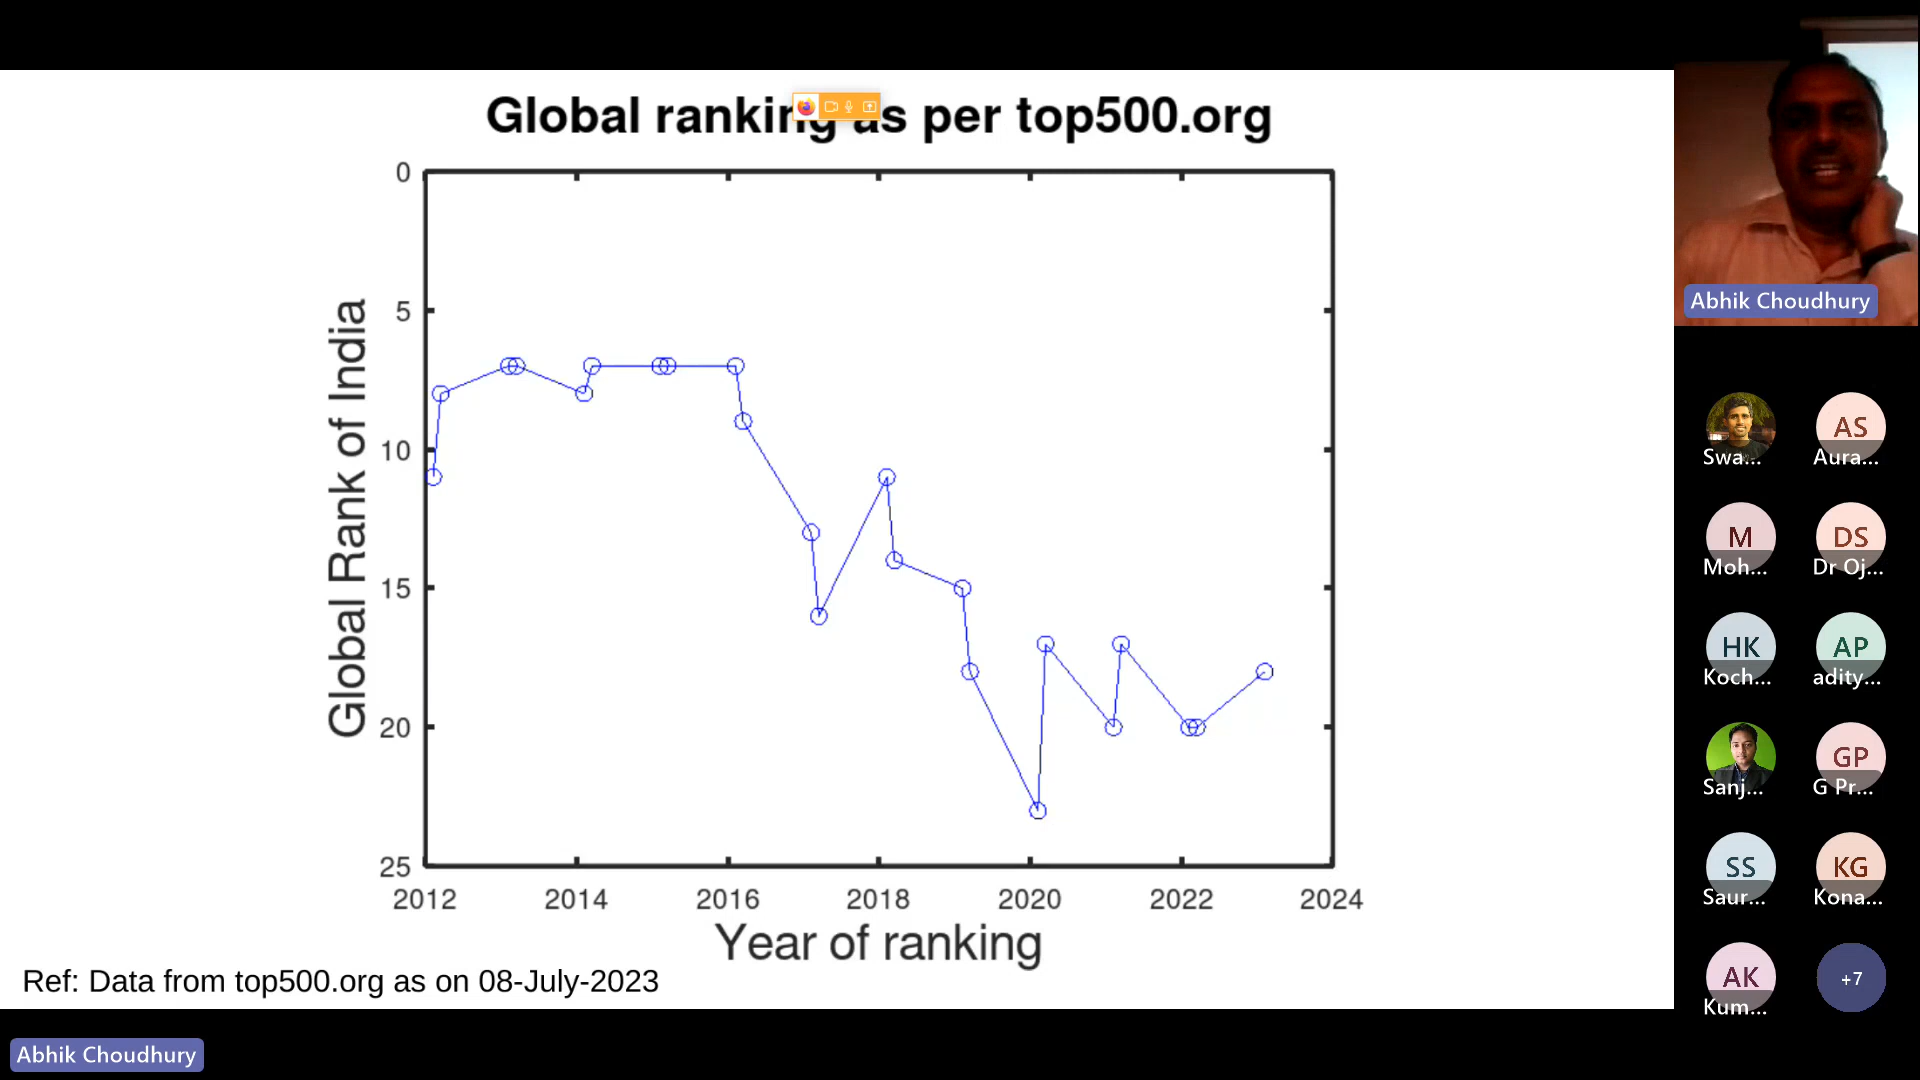 Global ranking as per top500.org
0
5
10
15
20
25
Global Rank of India
2012 2014 2016 2018 2020 2022 2024
Year of ranking
Ref: Data from top500.org as on 08-July-2023
Abhik Choudhury
Abhik Choudhury
Swa...
AS
Aura...
M
Moh...
DS
Dr Oj...
HK
Koch...
AP
adity...
Sanj...
GP
G Pr...
SS
Saur...
KG
Kona...
AK
Kum...
+7